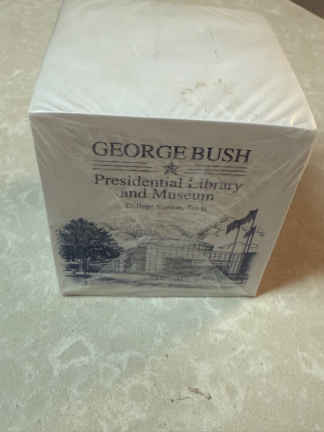 GEORGE BUSH
Presidential Library
and Museum
College Station, Texas